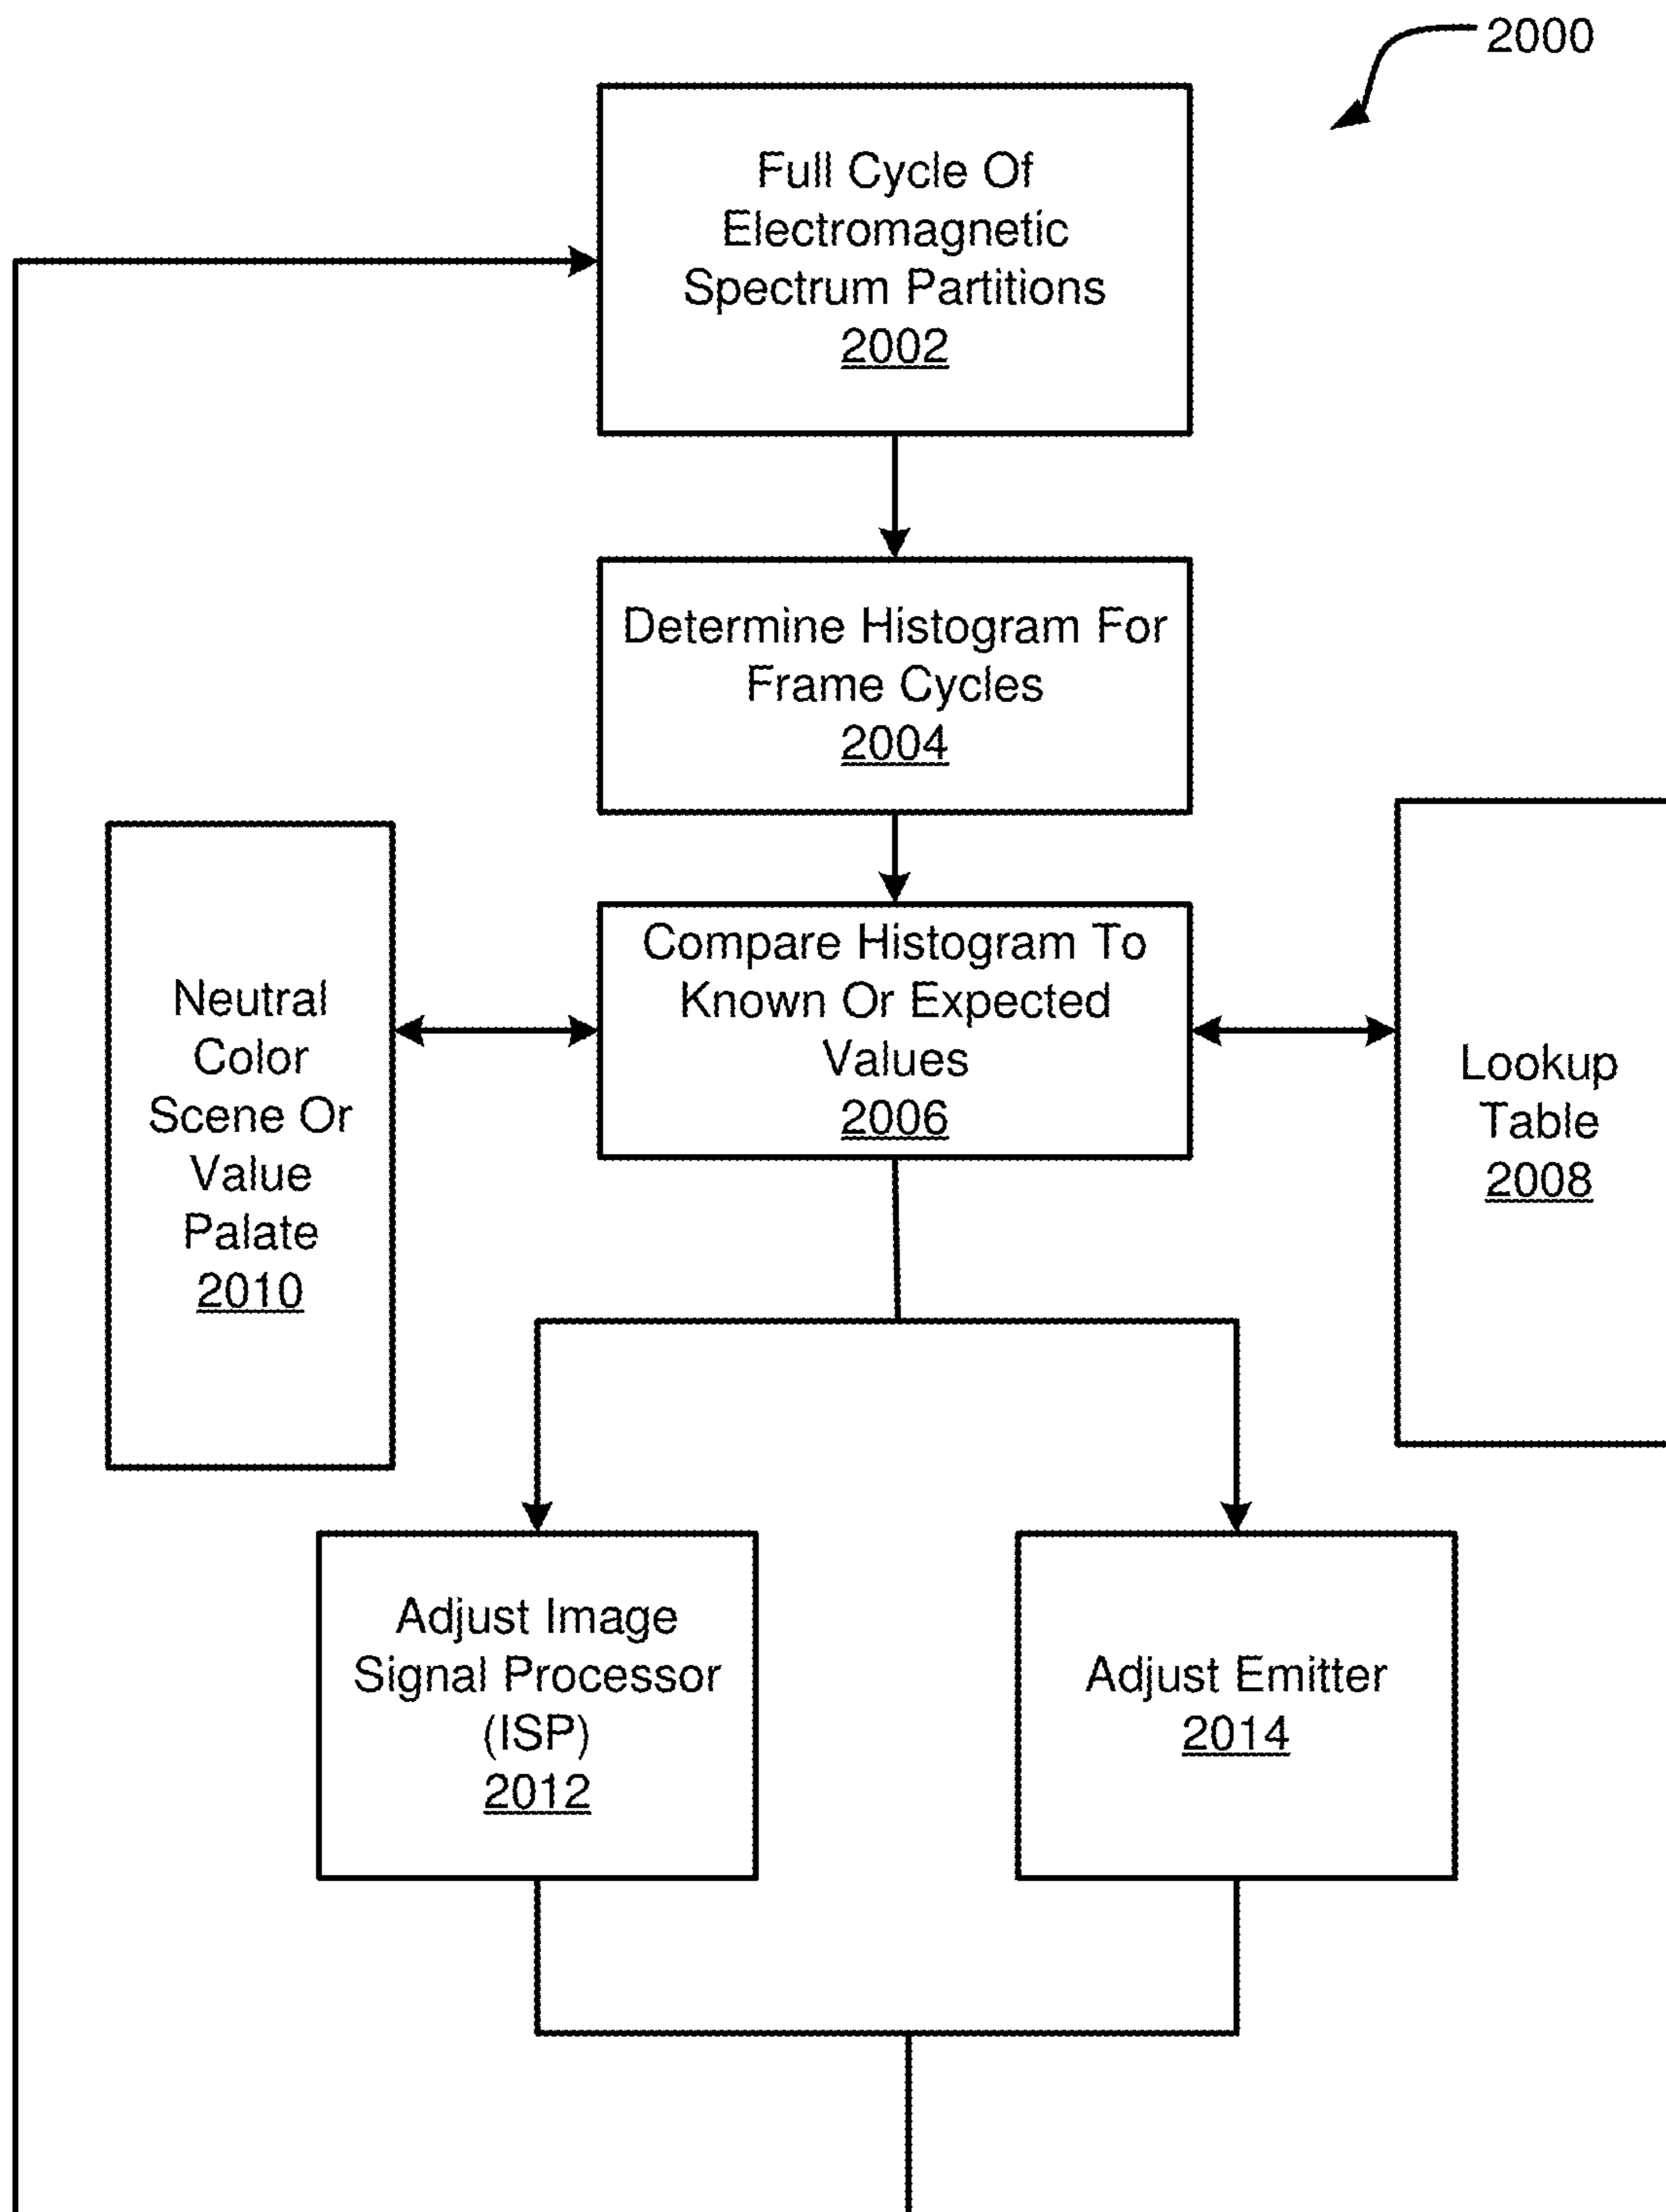 2000
Full Cycle Of
Electromagnetic
Spectrum Partitions
2002
Determine Histogram For
Frame Cycles
2004
Compare Histogram To
Known Or Expected
Values
2006
Neutral
Color
Scene Or
Value
Palate
2010
Lookup
Table
2008
Adjust Image
Signal Processor
(ISP)
2012
Adjust Emitter
2014